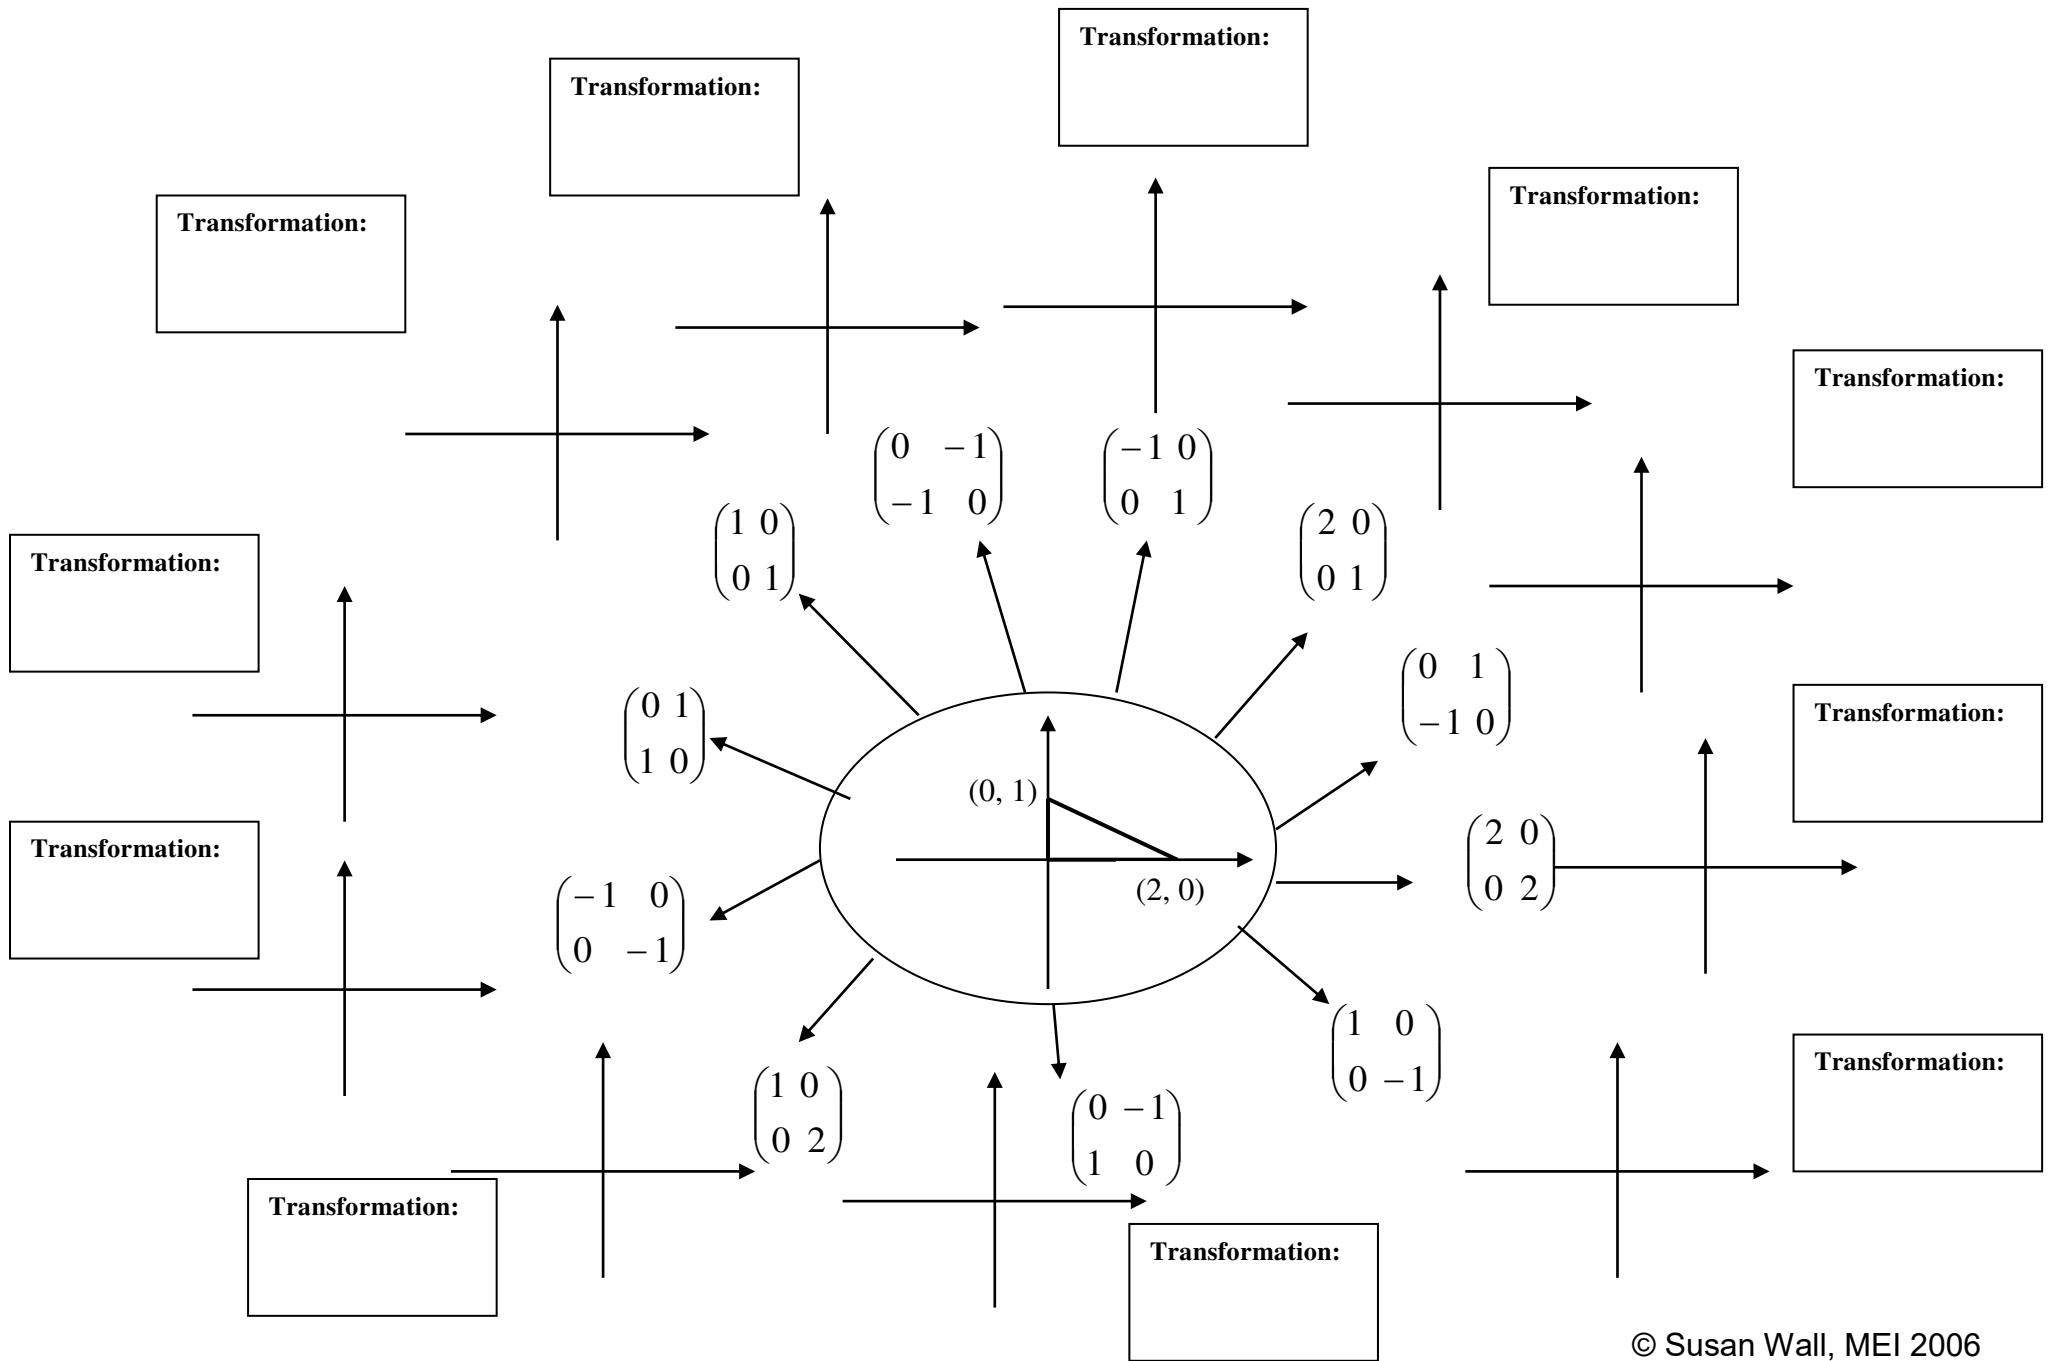 Transformation:
Transformation:
Transformation:
Transformation:
Transformation:
( 0 −1 )
( −1 0 )
( −1 0 )
( 0 1 )
( 1 0 )
( 0 1 )
( 2 0 )
( 0 1 )
Transformation:
( 0 1 )
( −1 0 )
( 0 1 )
( 1 0 )
Transformation:
(0, 1)
(2, 0)
( 2 0 )
( 0 2 )
Transformation:
( −1 0 )
( 0 −1 )
( 1 0 )
( 0 −1 )
Transformation:
( 1 0 )
( 0 2 )
( 0 −1 )
( 1 0 )
Transformation:
Transformation:
© Susan Wall, MEI 2006